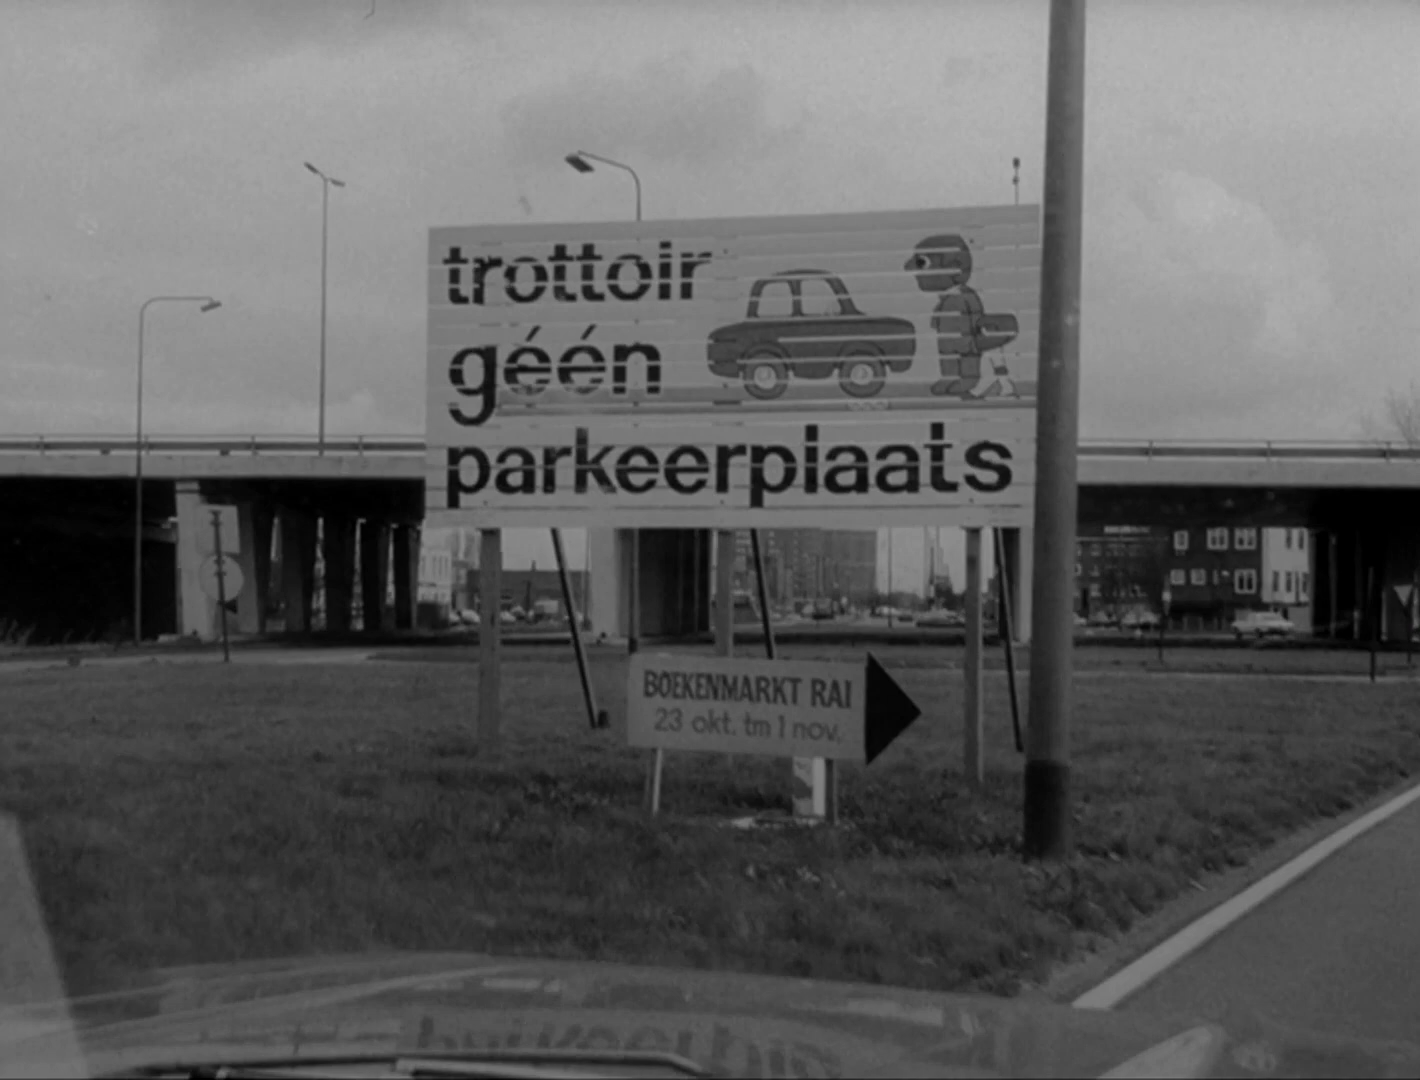 trottoir
géén
parkeerplaats
BOEKENMARKT RAI
23 okt. tm 1 nov.